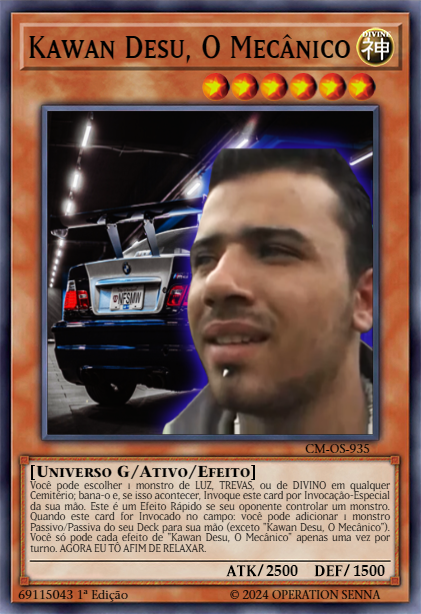 Kawan Desu, O Mecânico
DIVINE
神
NFSMW
CM-OS-935
[Universo G/Ativo/Efeito]
Você pode escolher 1 monstro de LUZ, TREVAS, ou de DIVINO em qualquer
Cemitério; bana-o e, se isso acontecer, Invoque este card por Invocação-Especial
da sua mão. Este é um Efeito Rápido se seu oponente controlar um monstro.
Quando este card for Invocado no campo: você pode adicionar 1 monstro
Passivo/Passiva do seu Deck para sua mão (exceto "Kawan Desu, O Mecânico").
Você só pode cada efeito de "Kawan Desu, O Mecânico" apenas uma vez por
turno. AGORA EU TÔ AFIM DE RELAXAR.
ATK/2500 DEF/1500
69115043 1ª Edição
© 2024 OPERATION SENNA